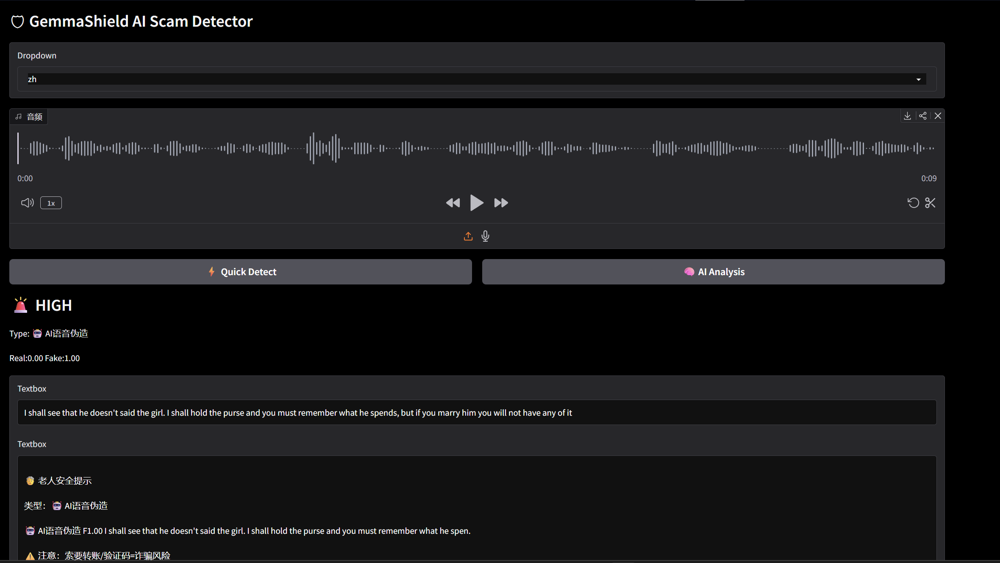 GemmaShield AI Scam Detector
Dropdown
zh
音频
0:00
0:09
1x
Quick Detect
AI Analysis
HIGH
Type: AI语音伪造
Real:0.00 Fake:1.00
Textbox
I shall see that he doesn't said the girl. I shall hold the purse and you must remember what he spends, but if you marry him you will not have any of it
Textbox
老人安全提示
类型： AI语音伪造
AI语音伪造 F1.00 I shall see that he doesn't said the girl. I shall hold the purse and you must remember what he spen.
注意：索要转账/验证码=诈骗风险